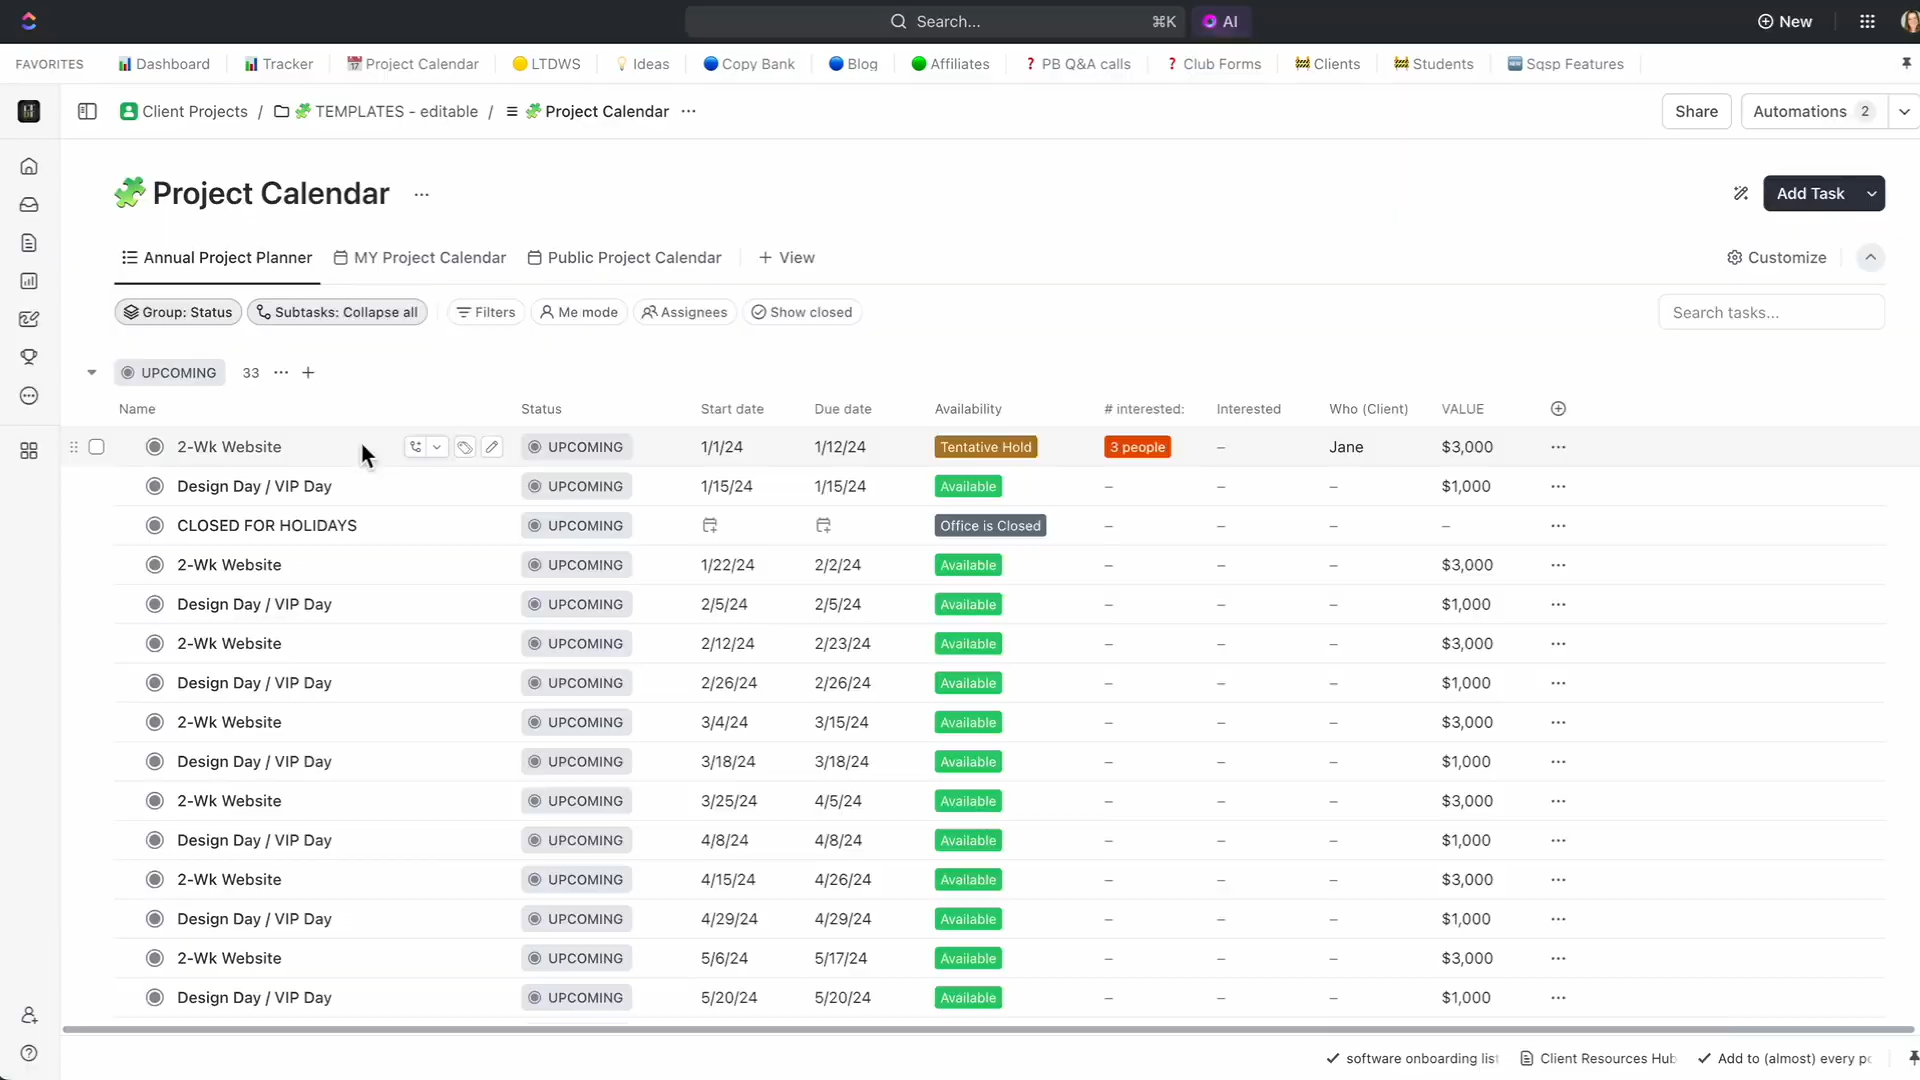 Search... ⌘K AI New
FAVORITES Dashboard Tracker Project Calendar LTDWS Ideas Copy Bank Blog Affiliates ? PB Q&A calls ? Club Forms Clients Students Sqsp Features
Client Projects / TEMPLATES - editable / Project Calendar ... Share Automations 2
Project Calendar ... Add Task
Annual Project Planner MY Project Calendar Public Project Calendar + View Customize
Group: Status Subtasks: Collapse all Filters Me mode Assignees Show closed Search tasks...
UPCOMING 33 ... +
Name Status Start date Due date Availability # interested: Interested Who (Client) VALUE
2-Wk Website UPCOMING 1/1/24 1/12/24 Tentative Hold 3 people – Jane $3,000 ...
Design Day / VIP Day UPCOMING 1/15/24 1/15/24 Available – – – $1,000 ...
CLOSED FOR HOLIDAYS UPCOMING Office is Closed – – – – ...
2-Wk Website UPCOMING 1/22/24 2/2/24 Available – – – $3,000 ...
Design Day / VIP Day UPCOMING 2/5/24 2/5/24 Available – – – $1,000 ...
2-Wk Website UPCOMING 2/12/24 2/23/24 Available – – – $3,000 ...
Design Day / VIP Day UPCOMING 2/26/24 2/26/24 Available – – – $1,000 ...
2-Wk Website UPCOMING 3/4/24 3/15/24 Available – – – $3,000 ...
Design Day / VIP Day UPCOMING 3/18/24 3/18/24 Available – – – $1,000 ...
2-Wk Website UPCOMING 3/25/24 4/5/24 Available – – – $3,000 ...
Design Day / VIP Day UPCOMING 4/8/24 4/8/24 Available – – – $1,000 ...
2-Wk Website UPCOMING 4/15/24 4/26/24 Available – – – $3,000 ...
Design Day / VIP Day UPCOMING 4/29/24 4/29/24 Available – – – $1,000 ...
2-Wk Website UPCOMING 5/6/24 5/17/24 Available – – – $3,000 ...
Design Day / VIP Day UPCOMING 5/20/24 5/20/24 Available – – – $1,000 ...
software onboarding list Client Resources Hub Add to (almost) every